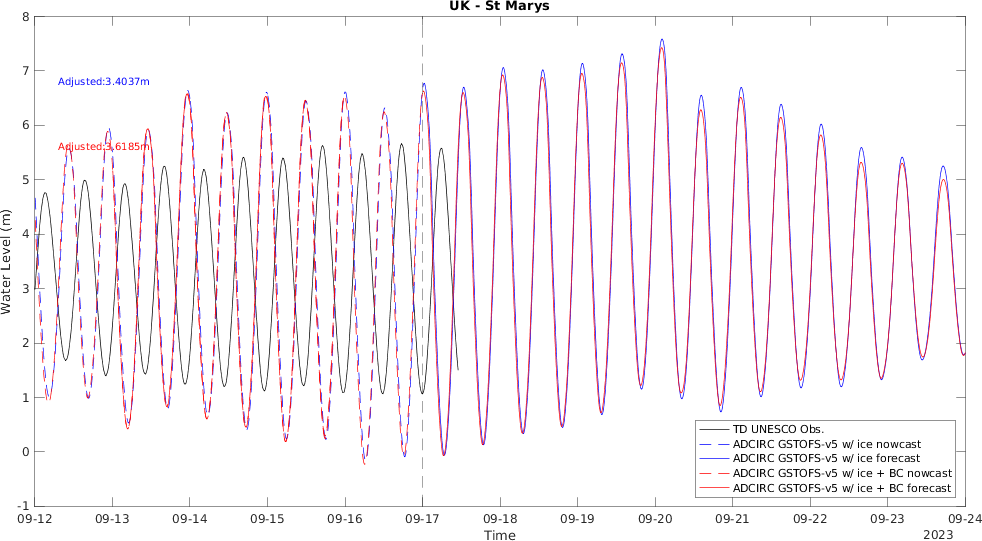 UK - St Marys
8
7
6
5
4
3
2
1
0
-1
Water Level (m)
Adjusted:3.4037m
Adjusted:3.6185m
TD UNESCO Obs.
ADCIRC GSTOFS-v5 w/ ice nowcast
ADCIRC GSTOFS-v5 w/ ice forecast
ADCIRC GSTOFS-v5 w/ ice + BC nowcast
ADCIRC GSTOFS-v5 w/ ice + BC forecast
09-12 09-13 09-14 09-15 09-16 09-17 09-18 09-19 09-20 09-21 09-22 09-23 09-24
Time
2023